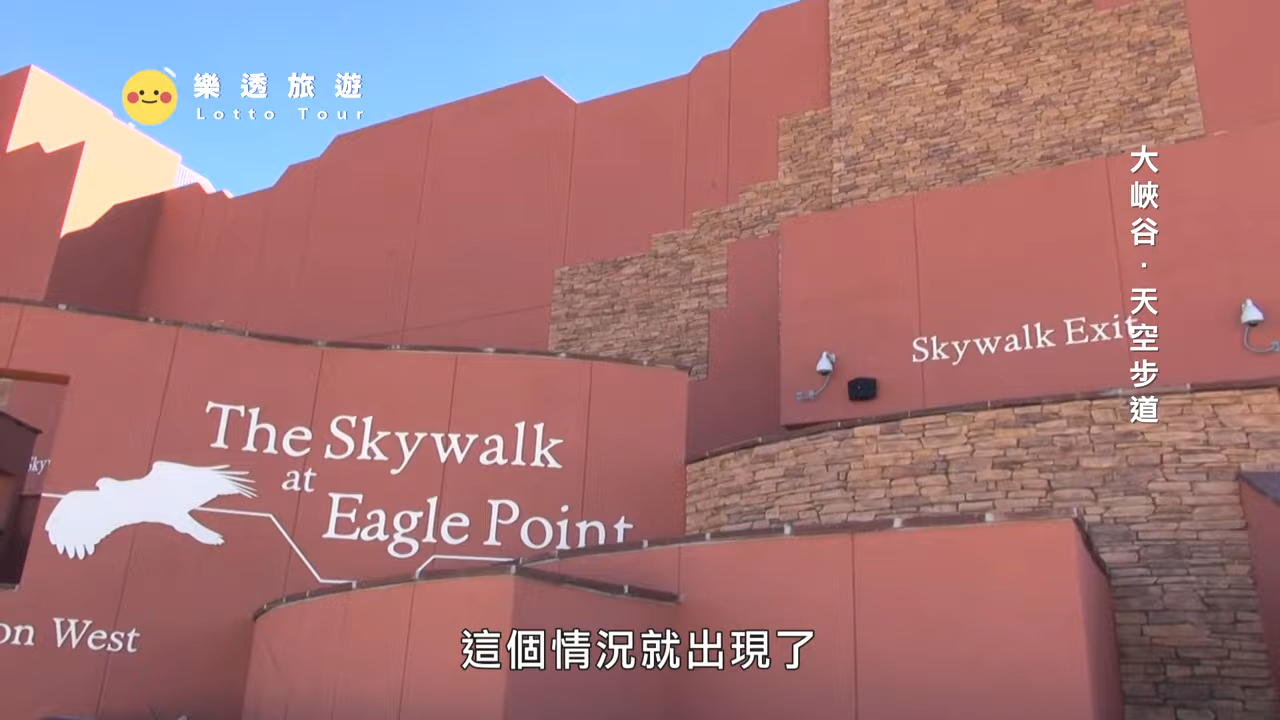 樂透旅遊
Lotto Tour
大峽谷·天空步道
Skywalk Exit
The Skywalk
at
Eagle Point
Sky
on West
這個情況就出現了